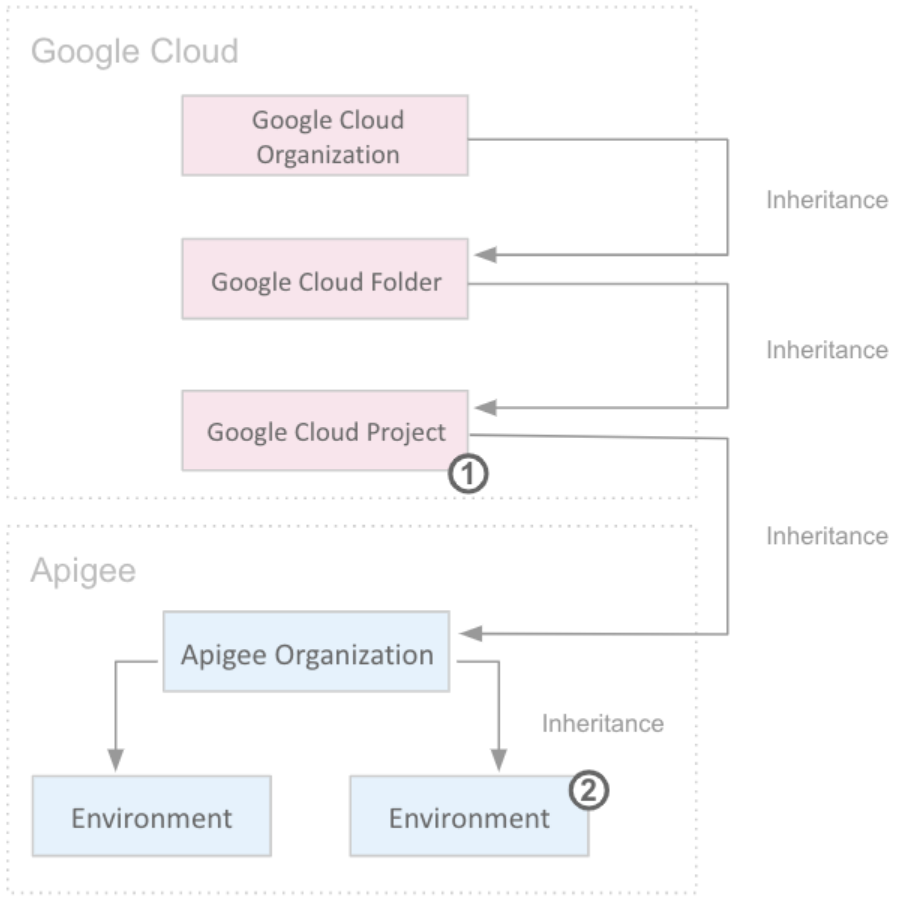 Google Cloud
Google Cloud
Organization
Inheritance
Google Cloud Folder
Inheritance
Google Cloud Project
1
Inheritance
Apigee
Apigee Organization
Inheritance
2
Environment
Environment